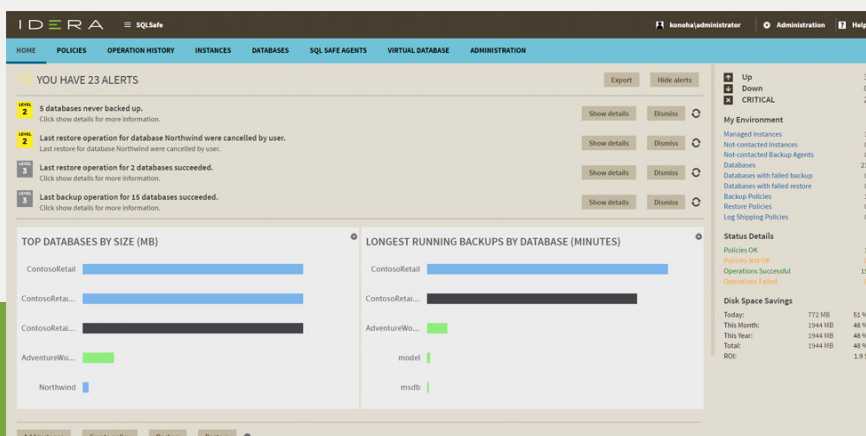 IDERA
SQLSafe
konoha\administrator
Administration
Help
HOME
POLICIES
OPERATION HISTORY
INSTANCES
DATABASES
SQL SAFE AGENTS
VIRTUAL DATABASE
ADMINISTRATION
YOU HAVE 23 ALERTS
Export
Hide alerts
LEVEL 2
5 databases never backed up.
Click show details for more information.
Show details
Dismiss
LEVEL 2
Last restore operation for database Northwind were cancelled by user.
Last restore for database Northwind were cancelled by user.
Show details
Dismiss
LEVEL 3
Last restore operation for 2 databases succeeded.
Click show details for more information.
Show details
Dismiss
LEVEL 3
Last backup operation for 15 databases succeeded.
Click show details for more information.
Show details
Dismiss
TOP DATABASES BY SIZE (MB)
ContosoRetail
ContosoRetai...
ContosoRetai...
AdventureWo...
Northwind
LONGEST RUNNING BACKUPS BY DATABASE (MINUTES)
ContosoRetail
ContosoRetai...
AdventureWo...
model
msdb
Up
Down
CRITICAL
My Environment
Managed Instances
Not-contacted Instances
Not-contacted Backup Agents
Databases
Databases with failed backup
Databases with failed restore
Backup Policies
Restore Policies
Log Shipping Policies
Status Details
Policies OK
Policies Not OK
Operations Successful
Operations Failed
Disk Space Savings
Today: 772 MB 51 %
This Month: 1944 MB 48 %
This Year: 1944 MB 48 %
Total: 1944 MB 48 %
ROI: 1.9